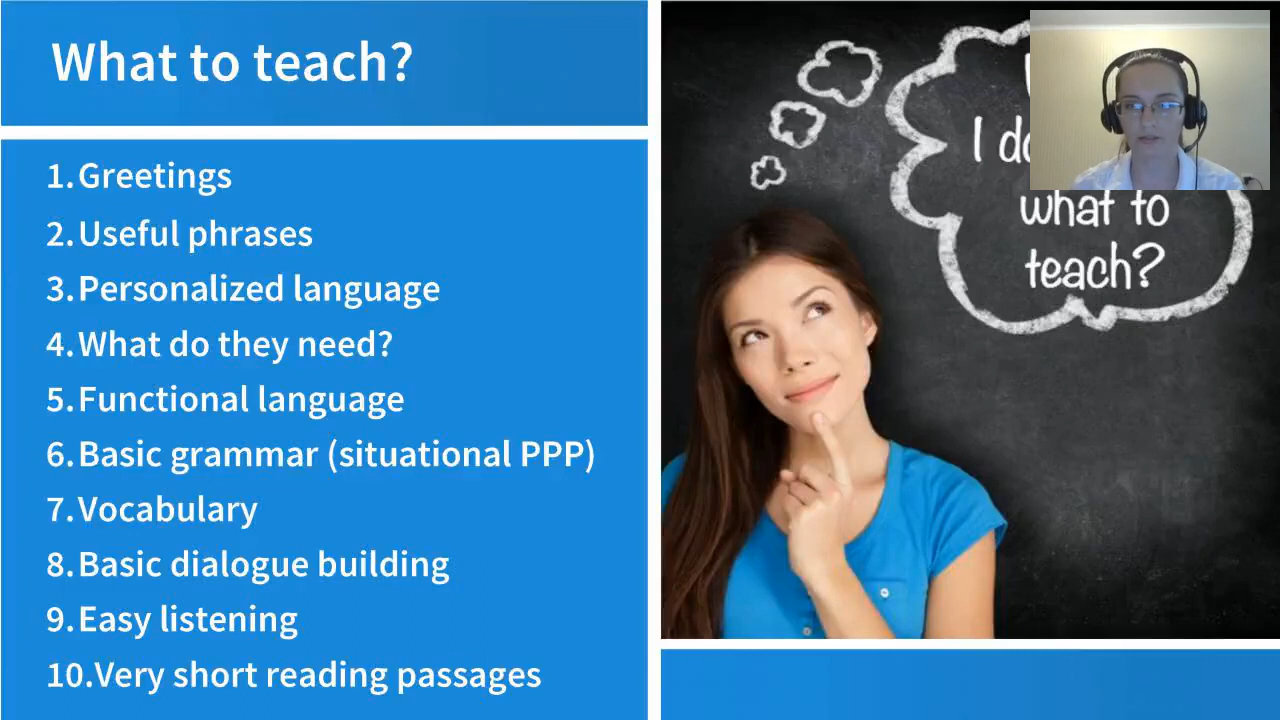 What to teach?
1. Greetings
2. Useful phrases
3. Personalized language
4. What do they need?
5. Functional language
6. Basic grammar (situational PPP)
7. Vocabulary
8. Basic dialogue building
9. Easy listening
10. Very short reading passages
I
what to
teach?